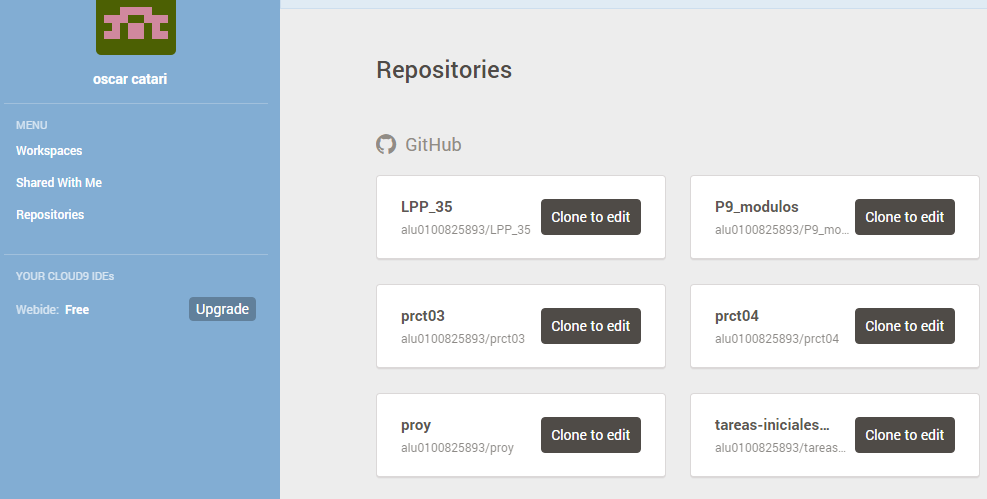 oscar catari
MENU
Workspaces
Shared With Me
Repositories
YOUR CLOUD9 IDEs
Webide: Free
Upgrade
Repositories
GitHub
LPP_35
alu0100825893/LPP_35
Clone to edit
P9_modulos
alu0100825893/P9_mo...
Clone to edit
prct03
alu0100825893/prct03
Clone to edit
prct04
alu0100825893/prct04
Clone to edit
proy
alu0100825893/proy
Clone to edit
tareas-iniciales...
alu0100825893/tareas...
Clone to edit